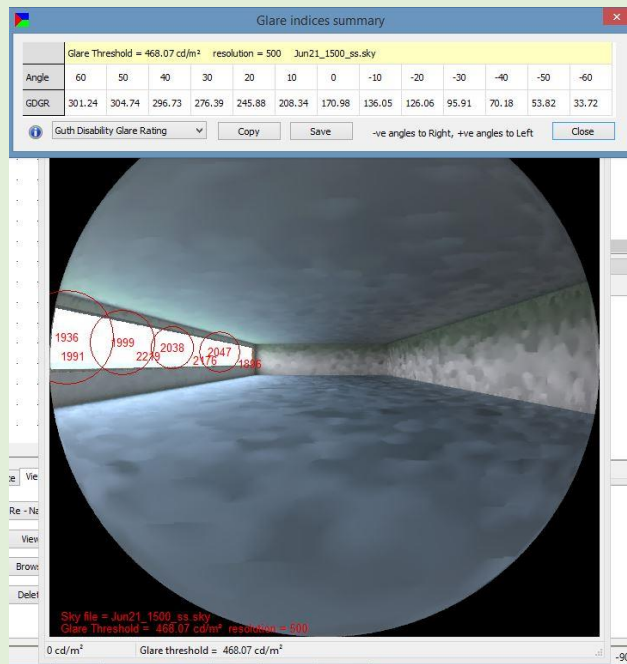 Glare indices summary
Glare Threshold = 468.07 cd/m² resolution = 500 Jun21_1500_ss.sky
Angle 60 50 40 30 20 10 0 -10 -20 -30 -40 -50 -60
GDGR 301.24 304.74 296.73 276.39 245.88 208.34 170.98 136.05 126.06 95.91 70.18 53.82 33.72
Guth Disability Glare Rating Copy Save -ve angles to Right, +ve angles to Left Close
1936 1999 2038 2047
1991 2176 1896
Vie
Re - Na
View
Brow
Delet
Sky file = Jun21_1500_ss.sky
Glare Threshold = 468.07 cd/m² resolution = 500
0 cd/m² Glare threshold = 468.07 cd/m²
-90